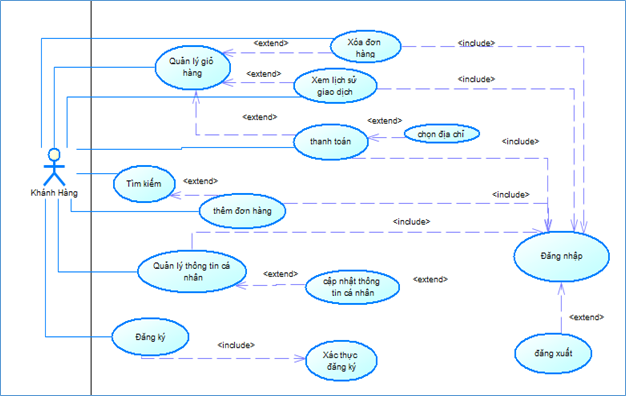 Xóa đơn
hàng
<extend>
<include>
Quản lý giỏ
hàng
<extend>
Xem lịch sử
giao dịch
<include>
<extend>
thanh toán
chọn địa chỉ
<include>
Khánh Hàng
Tìm kiếm
<extend>
thêm đơn hàng
<include>
<include>
Quản lý thông tin cá
nhân
<extend>
cập nhật thông
tin cá nhân
<extend>
Đăng nhập
Đăng ký
<include>
Xác thực
đăng ký
<extend>
đăng xuất